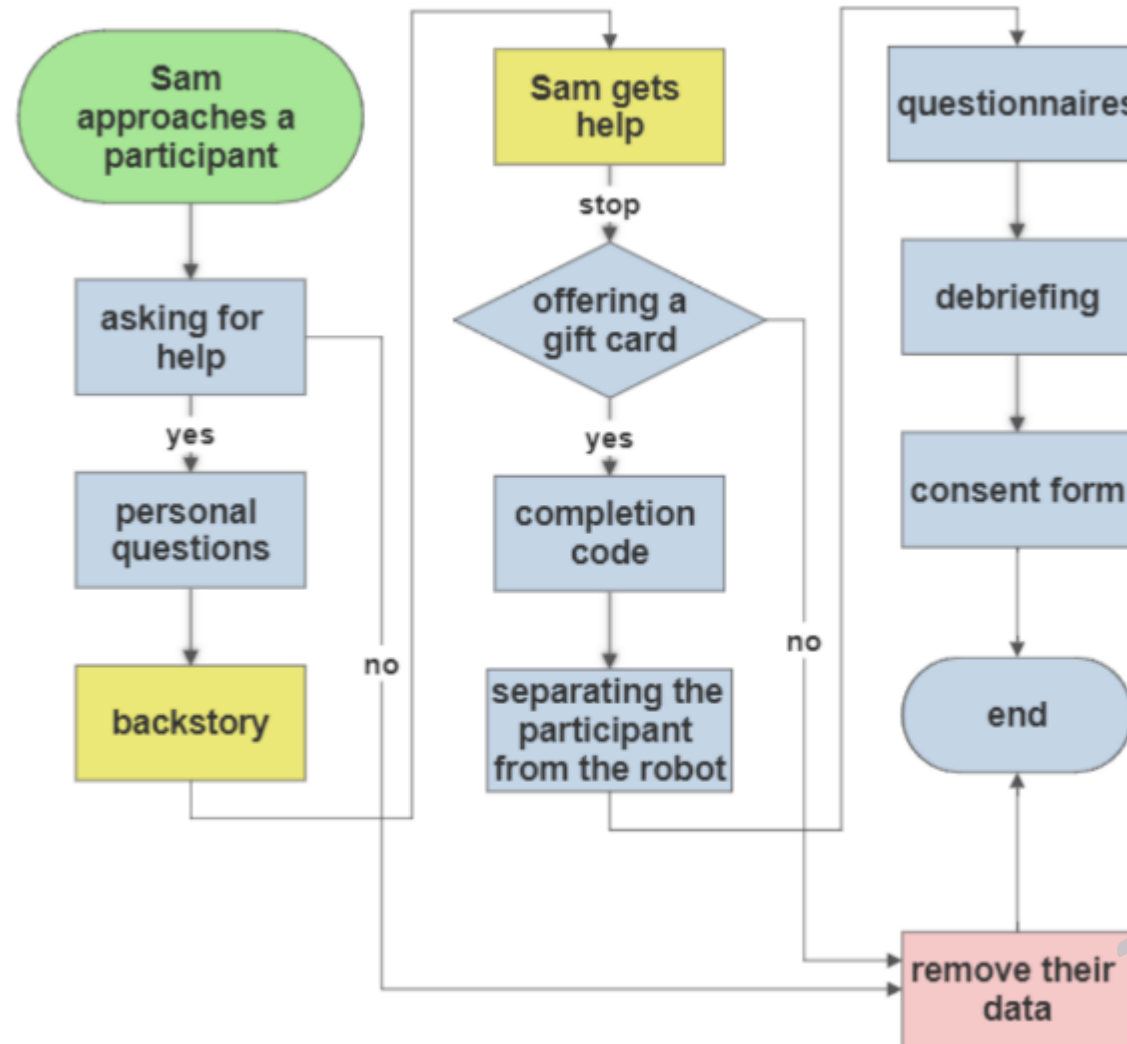 Sam
approaches a
participant
asking for
help
yes
personal
questions
backstory
no
Sam gets
help
stop
offering a
gift card
yes
completion
code
separating the
participant
from the robot
no
questionnaires
debriefing
consent form
end
remove their
data